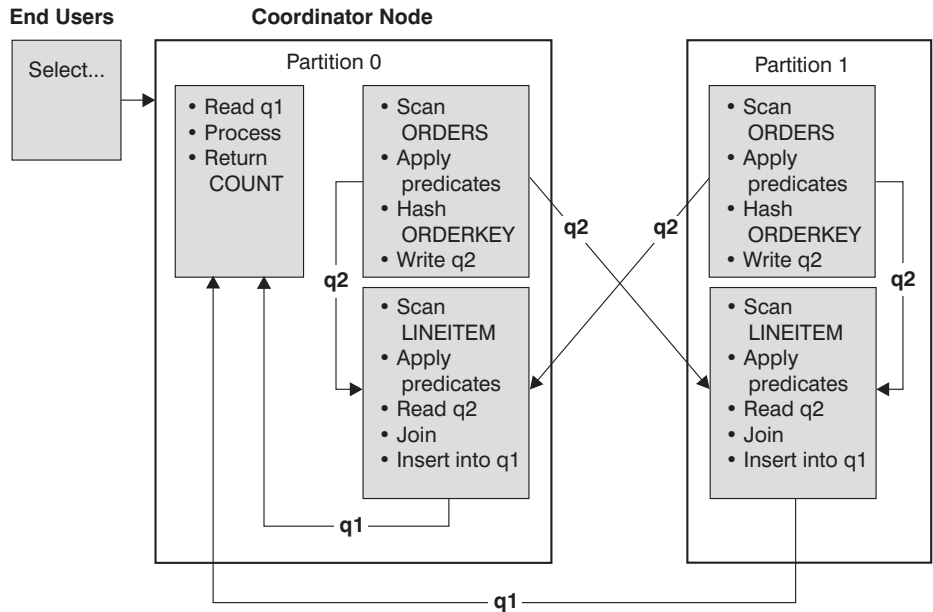 End Users
Coordinator Node
Select...
Partition 0
• Read q1
• Process
• Return
COUNT
• Scan
ORDERS
• Apply
predicates
• Hash
ORDERKEY
• Write q2
q2
• Scan
LINEITEM
• Apply
predicates
• Read q2
• Join
• Insert into q1
q1
q2
q2
Partition 1
• Scan
ORDERS
• Apply
predicates
• Hash
ORDERKEY
• Write q2
q2
• Scan
LINEITEM
• Apply
predicates
• Read q2
• Join
• Insert into q1
q1